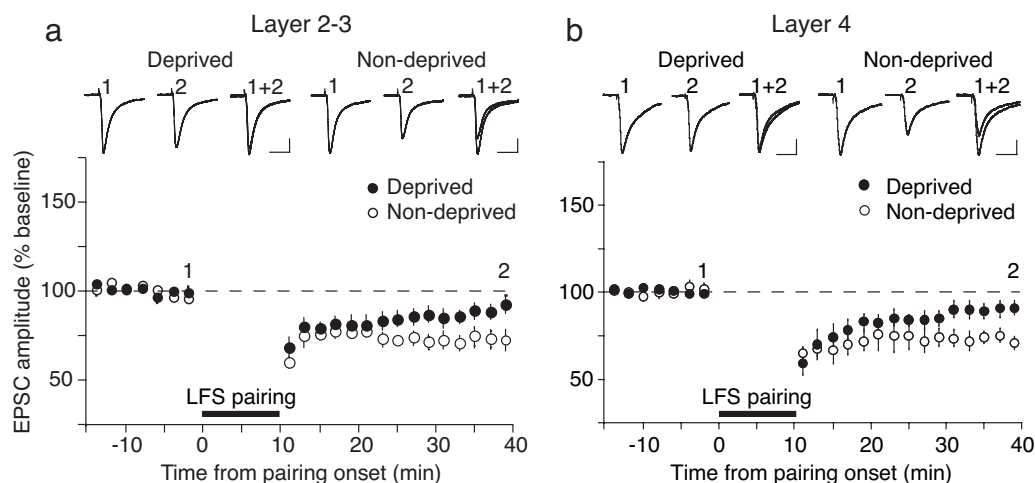 a Layer 2-3
Deprived Non-deprived
1 2 1+2 1 2 1+2
175
150
EPSC amplitude (% baseline)
100
50
Deprived
Non-deprived
1 2
LFS pairing
-10 0 10 20 30 40
Time from pairing onset (min)
b Layer 4
Deprived Non-deprived
1 2 1+2 1 2 1+2
150
100
50
Deprived
Non-deprived
1 2
LFS pairing
-10 0 10 20 30 40
Time from pairing onset (min)